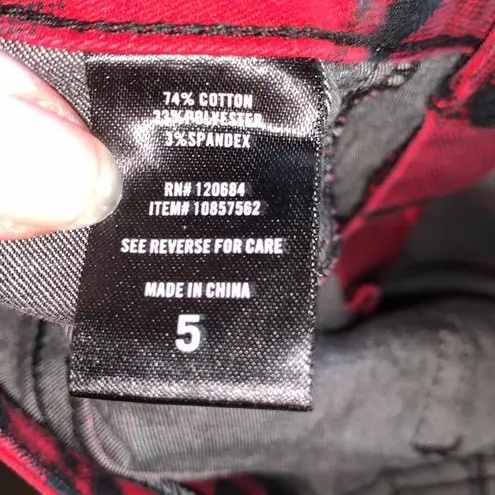 74% COTTON
23% POLYESTER
3% SPANDEX
RN# 120684
ITEM# 10857562
SEE REVERSE FOR CARE
MADE IN CHINA
5